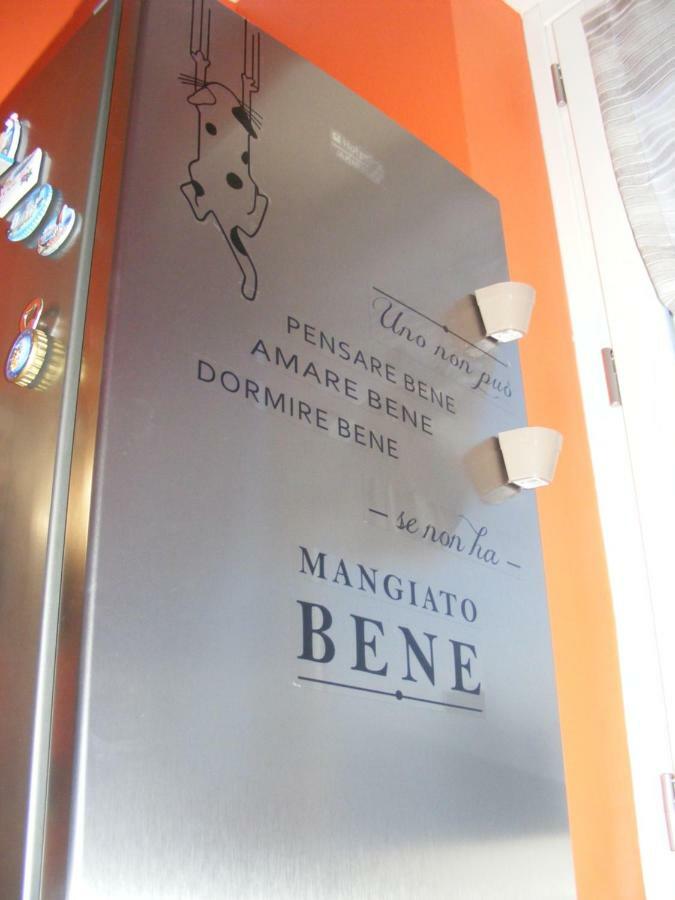 Uno non può
PENSARE BENE
AMARE BENE
DORMIRE BENE
– se non ha –
MANGIATO
BENE